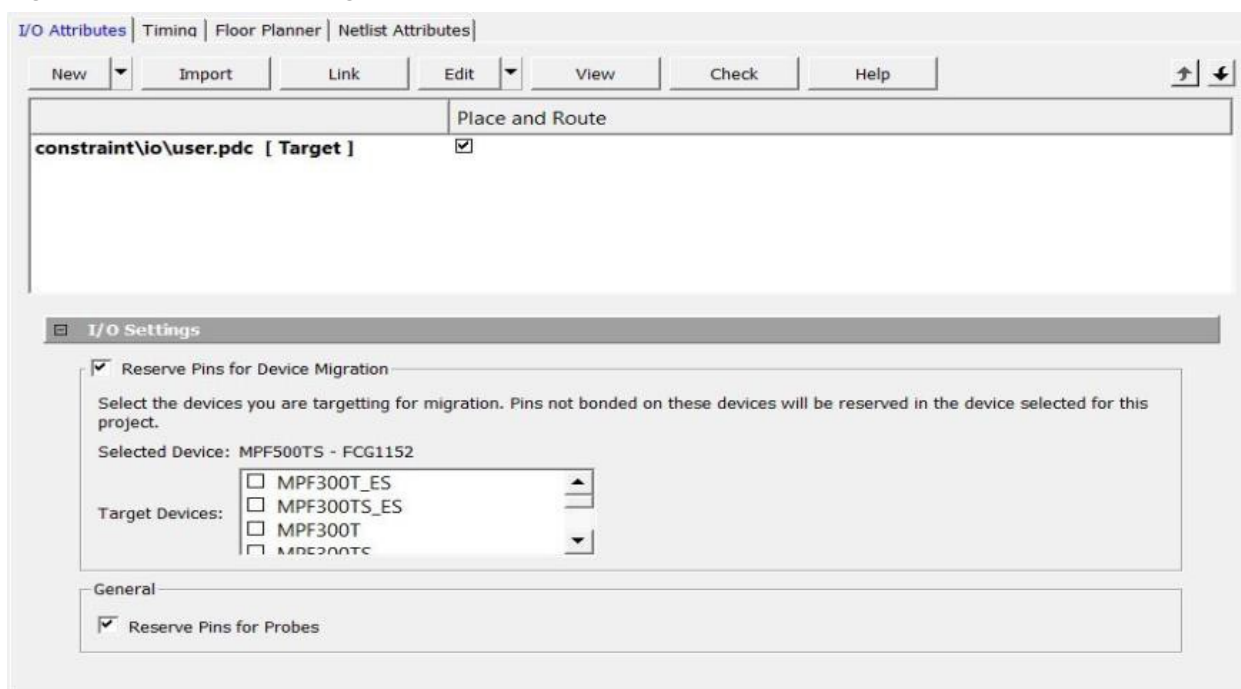 I/O Attributes Timing Floor Planner Netlist Attributes
New Import Link Edit View Check Help
Place and Route
constraint\io\user.pdc [ Target ]
I/O Settings
Reserve Pins for Device Migration
Select the devices you are targetting for migration. Pins not bonded on these devices will be reserved in the device selected for this
project.
Selected Device: MPF500TS - FCG1152
MPF300T_ES
MPF300TS_ES
Target Devices:
MPF300T
MPF300TS
General
Reserve Pins for Probes